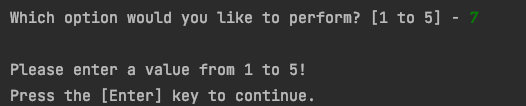 Which option would you like to perform? [1 to 5] - 7
Please enter a value from 1 to 5!
Press the [Enter] key to continue.